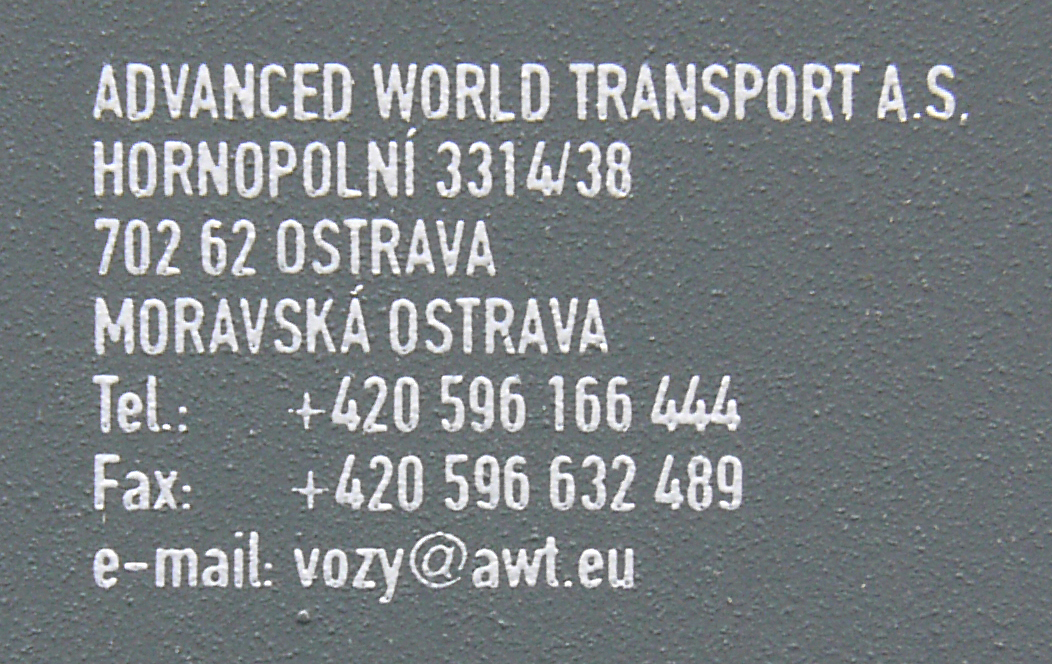 ADVANCED WORLD TRANSPORT A.S.
HORNOPOLNÍ 3314/38
702 62 OSTRAVA
MORAVSKÁ OSTRAVA
Tel.: +420 596 166 444
Fax: +420 596 632 489
e-mail: vozy@awt.eu